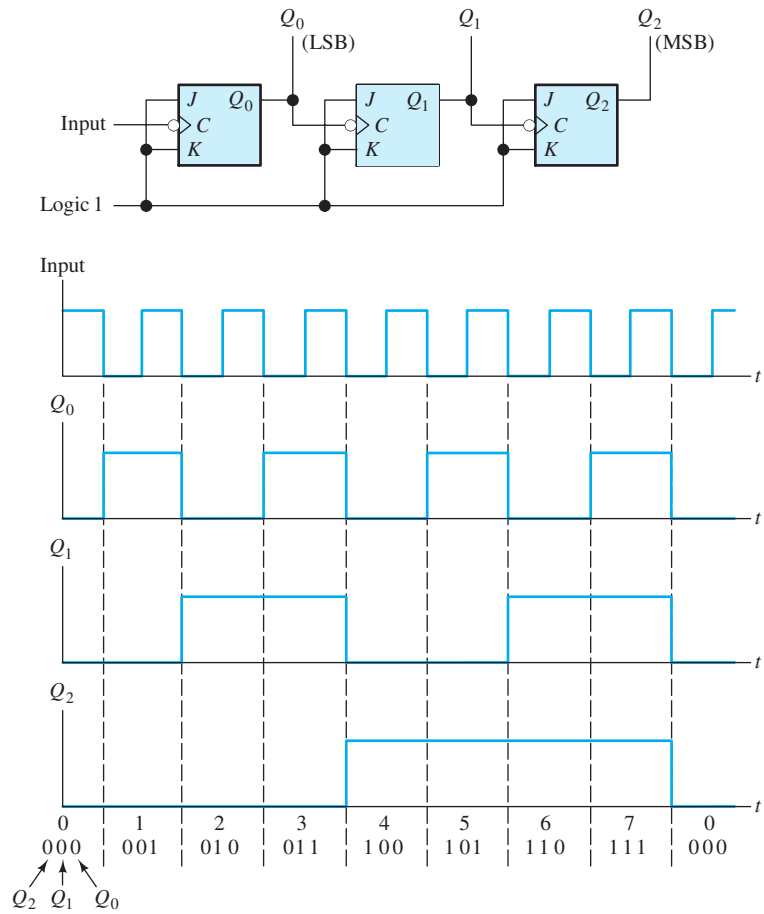 Q0 Q1 Q2
(LSB) (MSB)
J Q0 J Q1 J Q2
Input C C C
K K K
Logic 1
Input
t
Q0
t
Q1
t
Q2
t
0 1 2 3 4 5 6 7 0
000 001 010 011 100 101 110 111 000
Q2 Q1 Q0